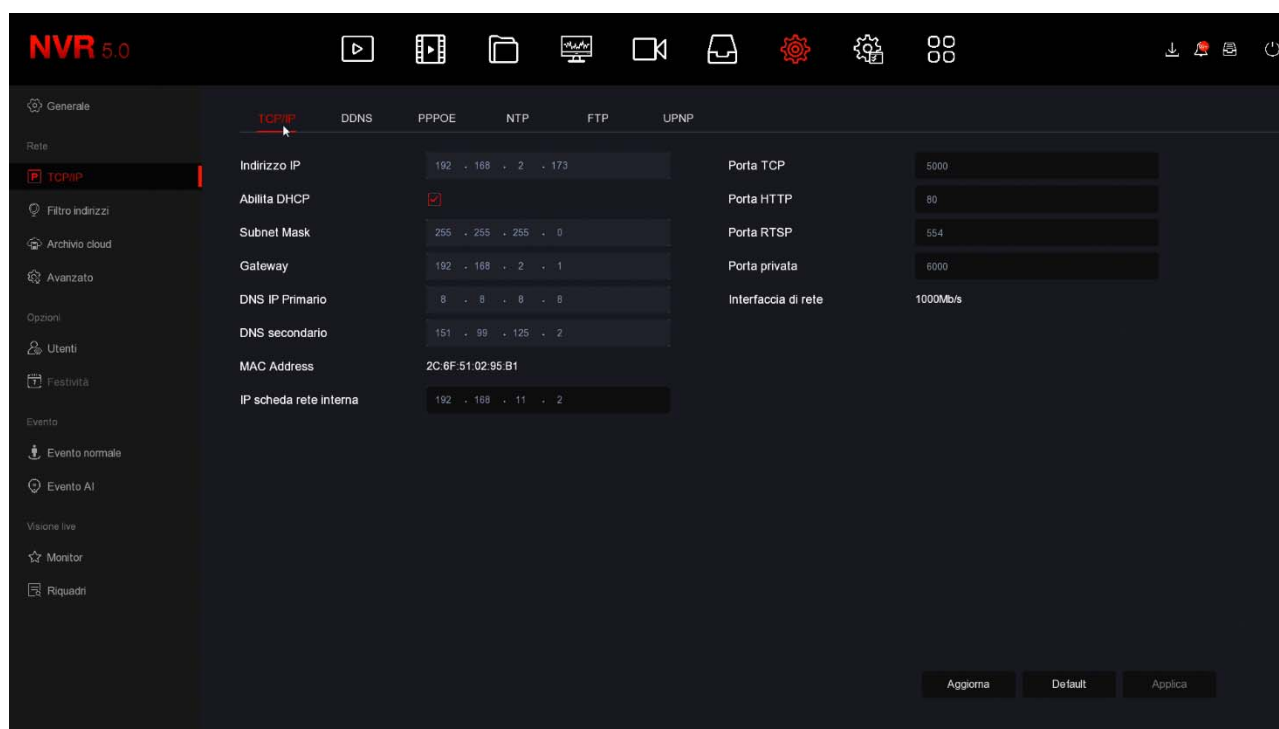 NVR 5.0
Generale
Rete
TCP/IP
Filtro indirizzi
Archivio cloud
Avanzato
Opzioni
Utenti
Festività
Evento
Evento normale
Evento AI
Visione live
Monitor
Riquadri
TCP/IP DDNS PPPOE NTP FTP UPNP
Indirizzo IP 192 . 168 . 2 . 173
Abilita DHCP
Subnet Mask 255 . 255 . 255 . 0
Gateway 192 . 168 . 2 . 1
DNS IP Primario 8 . 8 . 8 . 8
DNS secondario 151 . 99 . 125 . 2
MAC Address 2C:6F:51:02:95:B1
IP scheda rete interna 192 . 168 . 11 . 2
Porta TCP 5000
Porta HTTP 80
Porta RTSP 554
Porta privata 6000
Interfaccia di rete 1000Mb/s
Aggiorna Default Applica